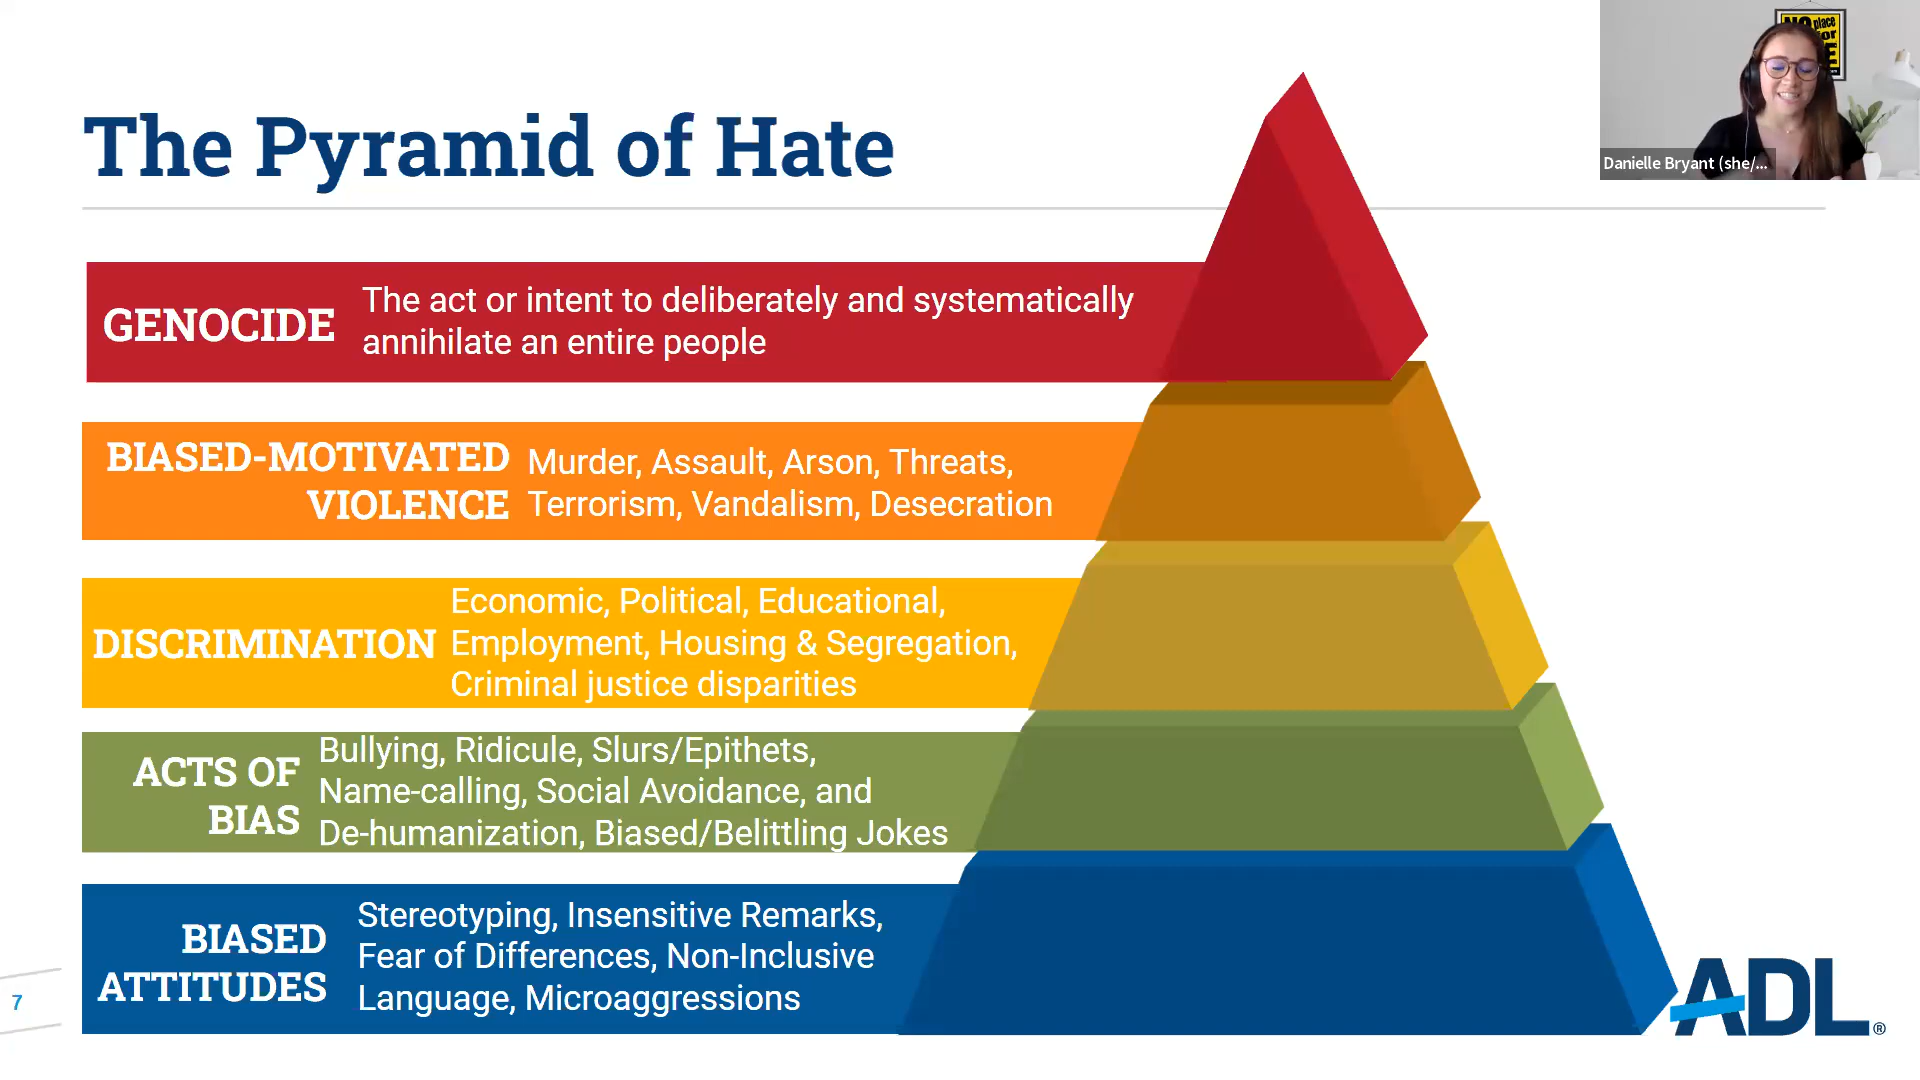 The Pyramid of Hate
NO place
for
Danielle Bryant (she/...
GENOCIDE
The act or intent to deliberately and systematically
annihilate an entire people
BIASED-MOTIVATED
VIOLENCE
Murder, Assault, Arson, Threats,
Terrorism, Vandalism, Desecration
DISCRIMINATION
Economic, Political, Educational,
Employment, Housing & Segregation,
Criminal justice disparities
ACTS OF
BIAS
Bullying, Ridicule, Slurs/Epithets,
Name-calling, Social Avoidance, and
De-humanization, Biased/Belittling Jokes
BIASED
ATTITUDES
Stereotyping, Insensitive Remarks,
Fear of Differences, Non-Inclusive
Language, Microaggressions
7
ADL®